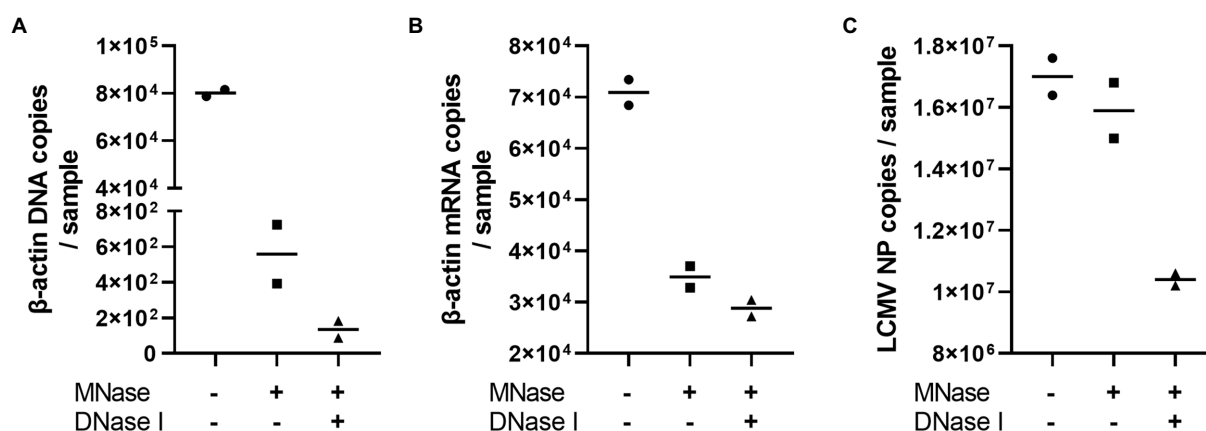 A
β-actin DNA copies
/ sample
1×10⁵
8×10⁴
6×10⁴
4×10⁴
8×10²
6×10²
4×10²
2×10²
0
MNase - + +
DNase I - - +
B
β-actin mRNA copies
/ sample
8×10⁴
7×10⁴
6×10⁴
5×10⁴
4×10⁴
3×10⁴
2×10⁴
MNase - + +
DNase I - - +
C
LCMV NP copies / sample
1.8×10⁷
1.6×10⁷
1.4×10⁷
1.2×10⁷
1×10⁷
8×10⁶
MNase - + +
DNase I - - +